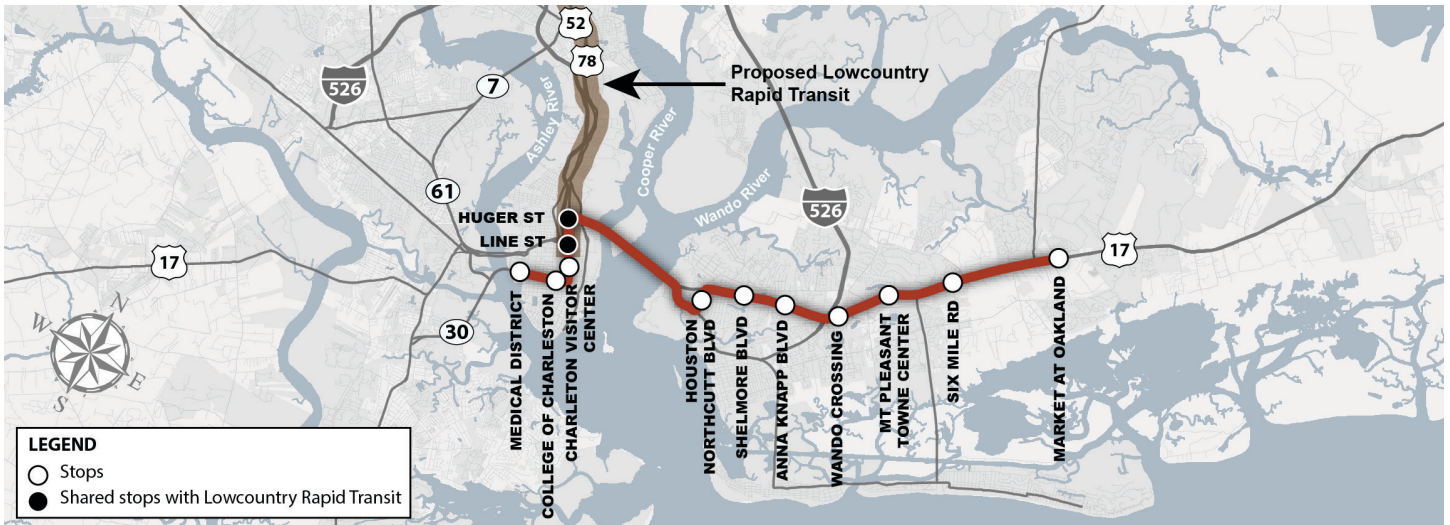 52
78
526
7
Proposed Lowcountry
Rapid Transit
Ashley River
Cooper River
Wando River
61
526
HUGER ST
LINE ST
17
17
30
MEDICAL DISTRICT
COLLEGE OF CHARLESTON
CHARLETON VISITOR
CENTER
HOUSTON
NORTHCUTT BLVD
SHELMORE BLVD
ANNA KNAPP BLVD
WANDO CROSSING
MT PLEASANT
TOWNE CENTER
SIX MILE RD
MARKET AT OAKLAND
N
W
E
S
LEGEND
Stops
Shared stops with Lowcountry Rapid Transit